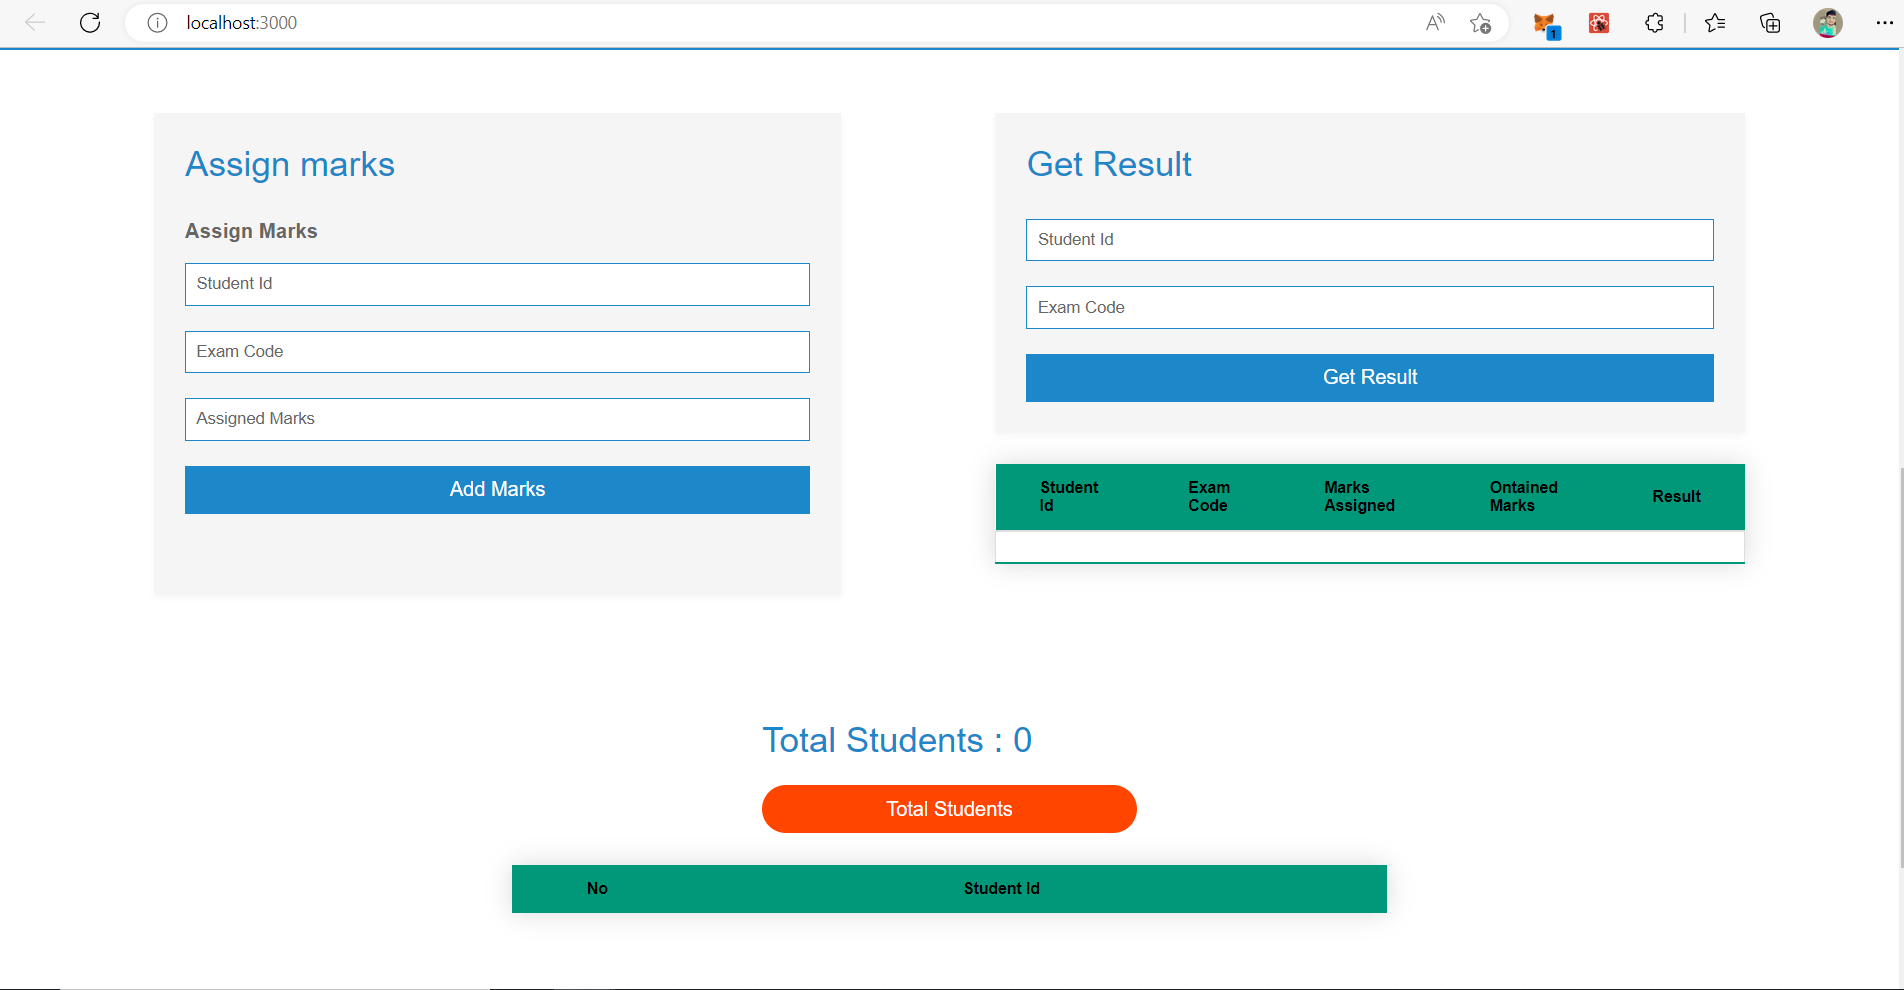 localhost:3000
1
Assign marks
Assign Marks
Student Id
Exam Code
Assigned Marks
Add Marks
Get Result
Student Id
Exam Code
Get Result
Student Id
Exam Code
Marks Assigned
Ontained Marks
Result
Total Students : 0
Total Students
No
Student Id